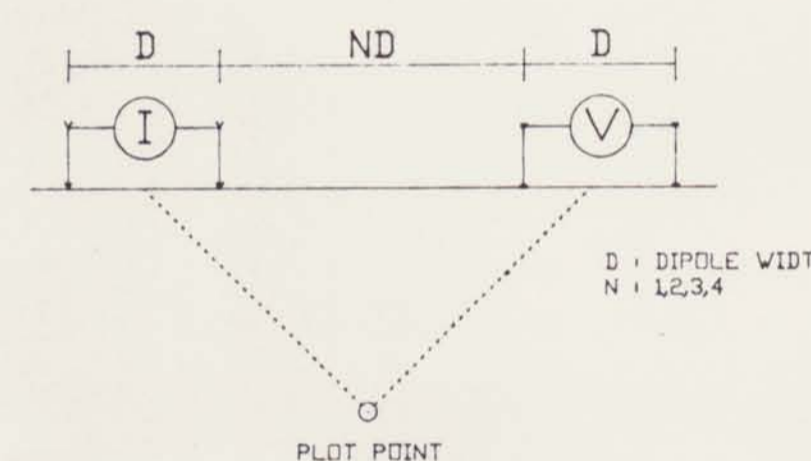 D ND D
I V
D : DIPOLE WIDT
N : 1,2,3,4
PLOT POINT